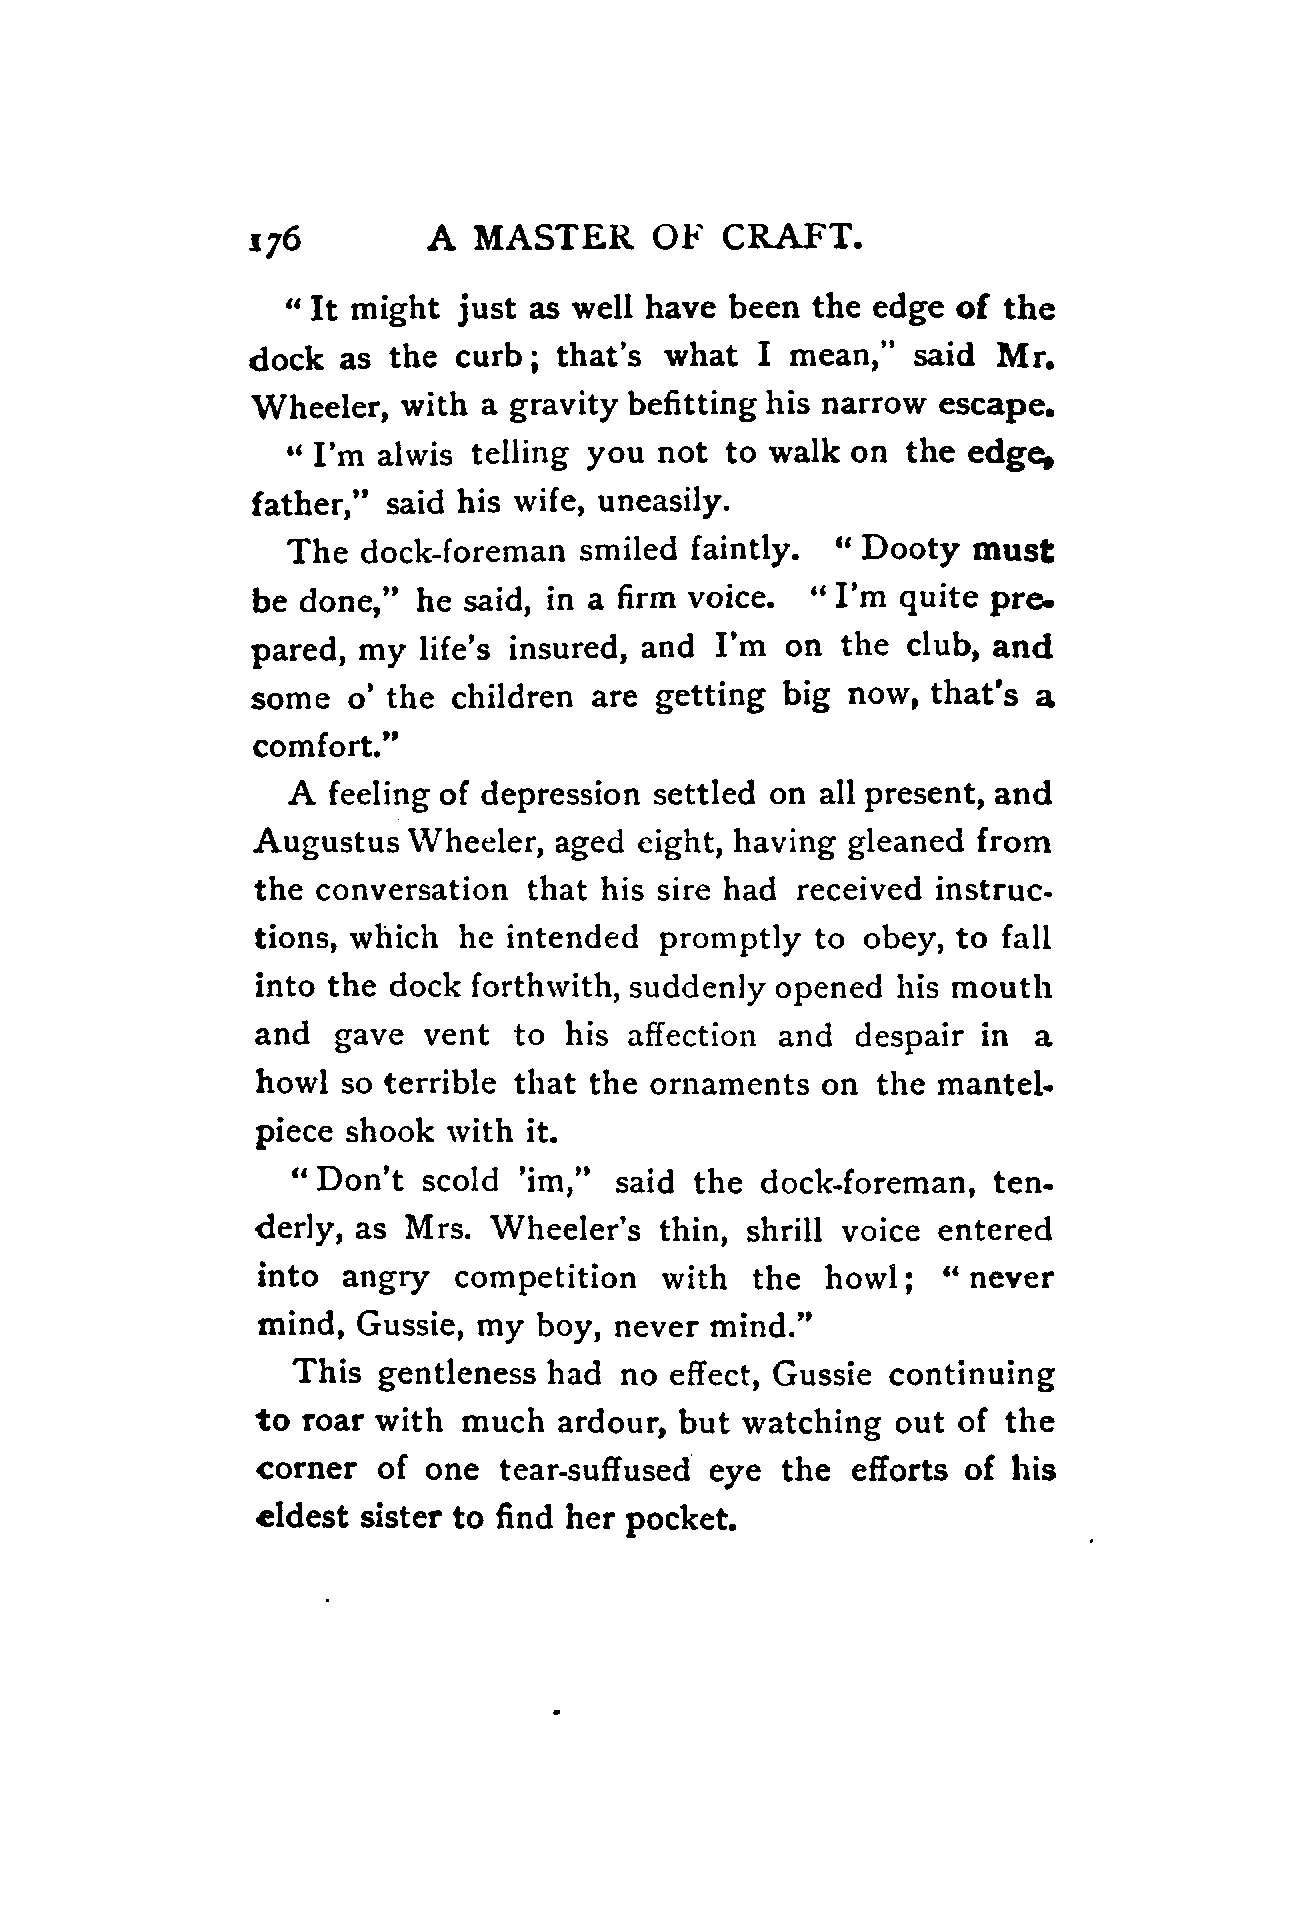 176 A MASTER OF CRAFT.
“ It might just as well have been the edge of the
dock as the curb ; that’s what I mean,” said Mr.
Wheeler, with a gravity befitting his narrow escape.
“ I’m alwis telling you not to walk on the edge,
father,” said his wife, uneasily.
The dock-foreman smiled faintly. “ Dooty must
be done,” he said, in a firm voice. “ I’m quite pre-
pared, my life’s insured, and I’m on the club, and
some o’ the children are getting big now, that’s a
comfort.”
A feeling of depression settled on all present, and
Augustus Wheeler, aged eight, having gleaned from
the conversation that his sire had received instruc-
tions, which he intended promptly to obey, to fall
into the dock forthwith, suddenly opened his mouth
and gave vent to his affection and despair in a
howl so terrible that the ornaments on the mantel-
piece shook with it.
“ Don’t scold ’im,” said the dock-foreman, ten-
derly, as Mrs. Wheeler’s thin, shrill voice entered
into angry competition with the howl ; “ never
mind, Gussie, my boy, never mind.”
This gentleness had no effect, Gussie continuing
to roar with much ardour, but watching out of the
corner of one tear-suffused eye the efforts of his
eldest sister to find her pocket.